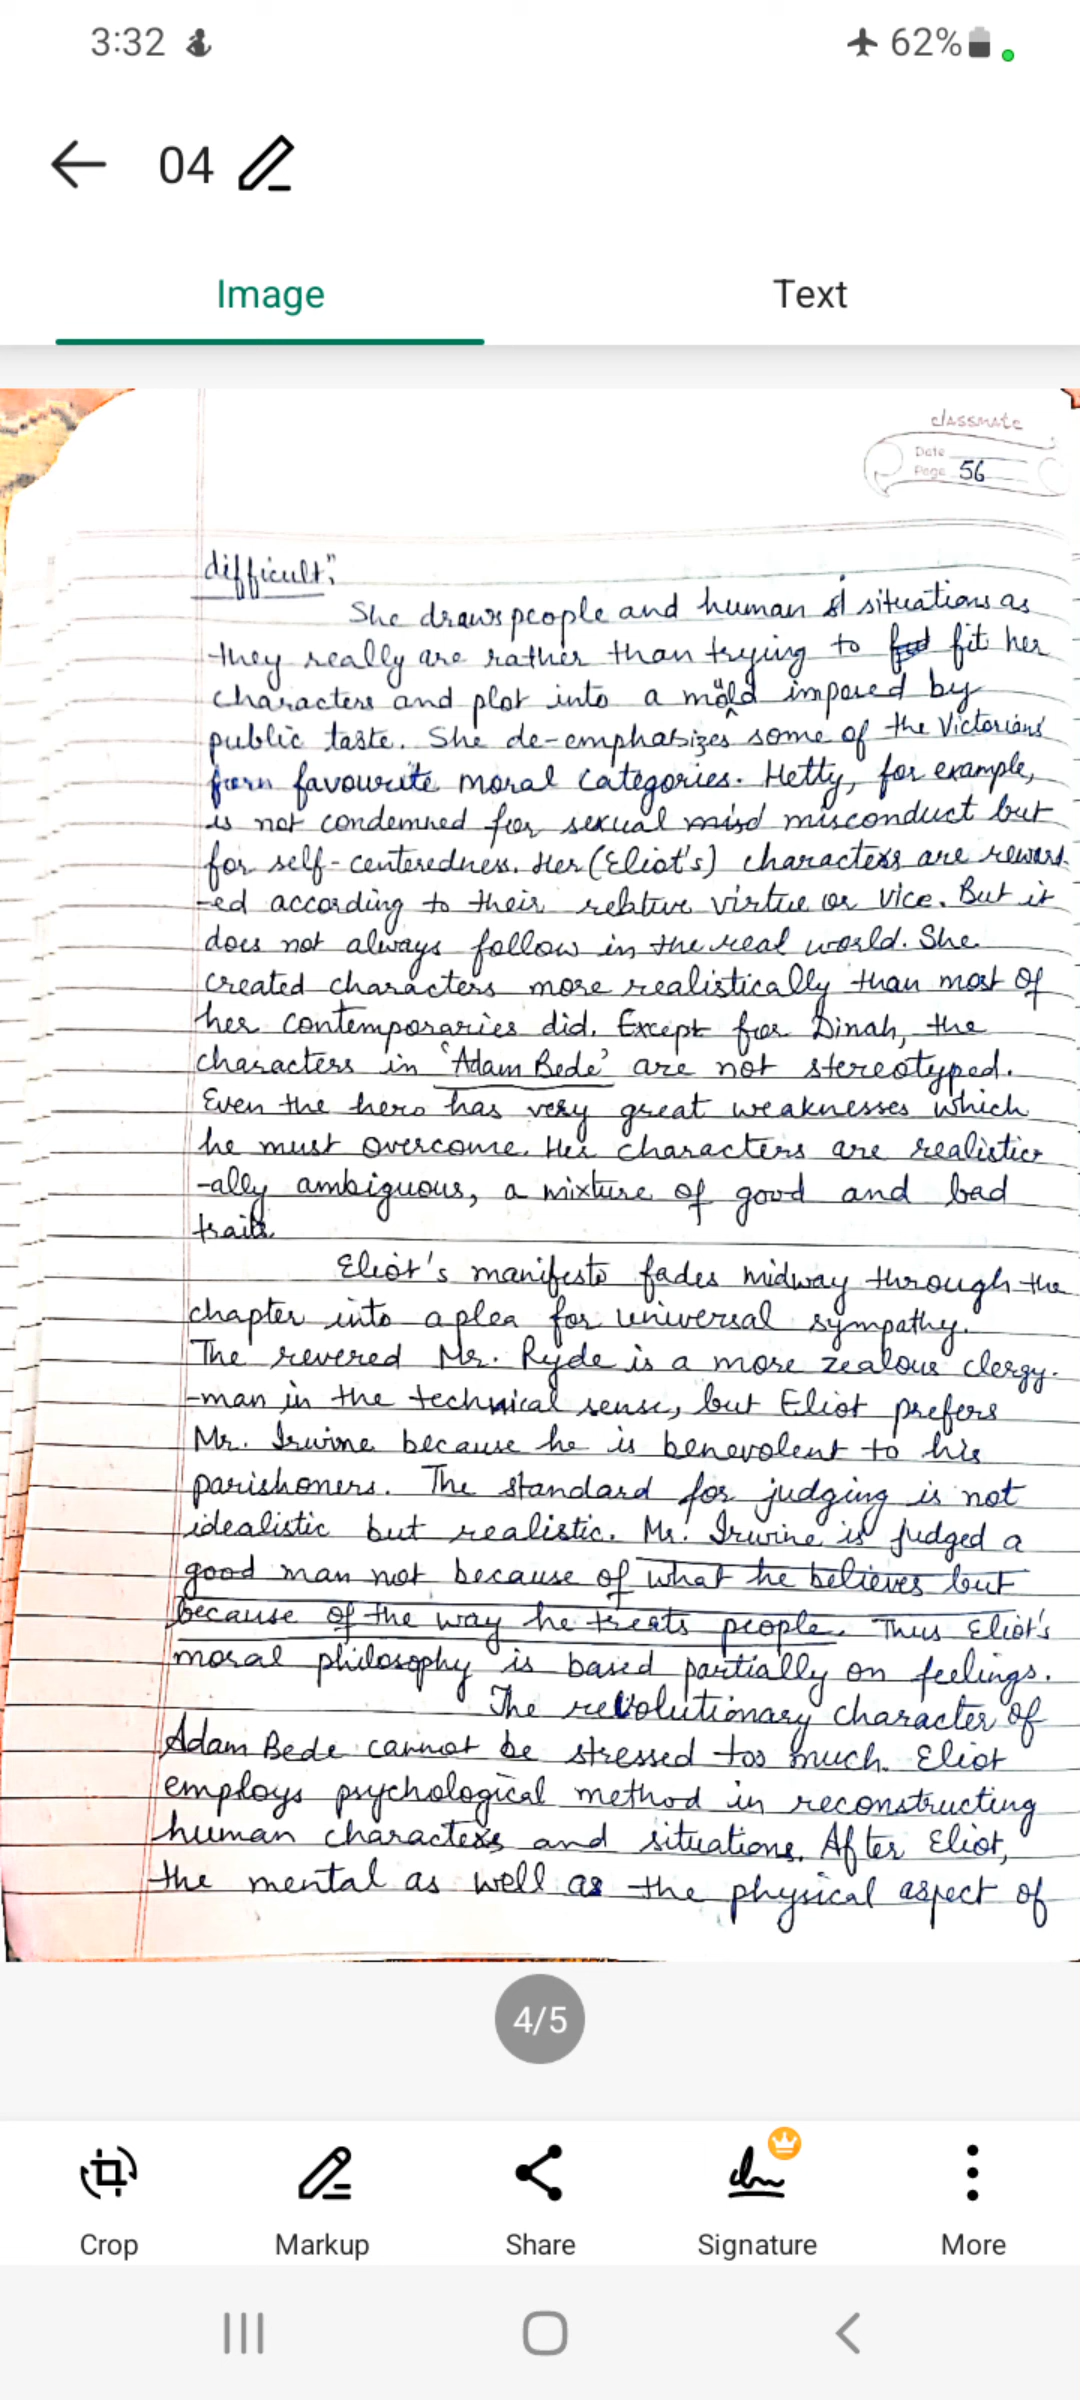 3:32
62%
04
Image
Text
classmate
Date
Page 56
difficult."
She draws people and human situations as
they really are rather than trying to fit her
characters and plot into a mould imposed by
public taste. She de-emphasizes some of the Victorians'
favourite moral categories. Hetty, for example,
is not condemned for sexual misd misconduct but
for self-centeredness. Her (Eliot's) characters are reward
-ed according to their relative virtue or vice. But it
does not always follow in the real world. She
created characters more realistically than most of
her contemporaries did. Except for Dinah, the
characters in 'Adam Bede' are not stereotyped.
Even the hero has very great weaknesses which
he must overcome. Her characters are realistic
-ally ambiguous, a mixture of good and bad
traits.
Eliot's manifesto fades midway through the
chapter into a plea for universal sympathy.
The revered Mr. Ryde is a more zealous clergy-
-man in the technical sense, but Eliot prefers
Mr. Irwine because he is benevolent to his
parishoners. The standard for judging is not
idealistic but realistic. Mr. Irwine is judged a
good man not because of what he believes but
because of the way he treats people. Thus Eliot's
moral philosophy is based partially on feelings.
The revolutionary character of
Adam Bede cannot be stressed too much. Eliot
employs psychological method in reconstructing
human characters and situations. After Eliot,
the mental as well as the physical aspect of
4/5
Crop
Markup
Share
Signature
More